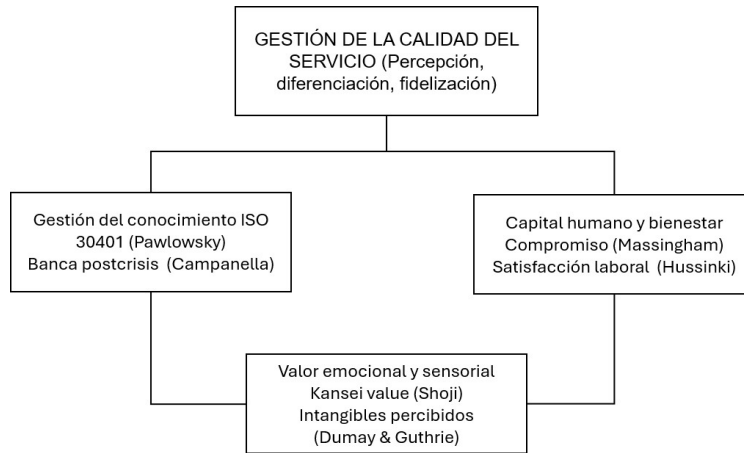 GESTIÓN DE LA CALIDAD DEL
SERVICIO (Percepción,
diferenciación, fidelización)
Gestión del conocimiento ISO
30401 (Pawlowsky)
Banca postcrisis (Campanella)
Capital humano y bienestar
Compromiso (Massingham)
Satisfacción laboral (Hussinki)
Valor emocional y sensorial
Kansei value (Shoji)
Intangibles percibidos
(Dumay & Guthrie)